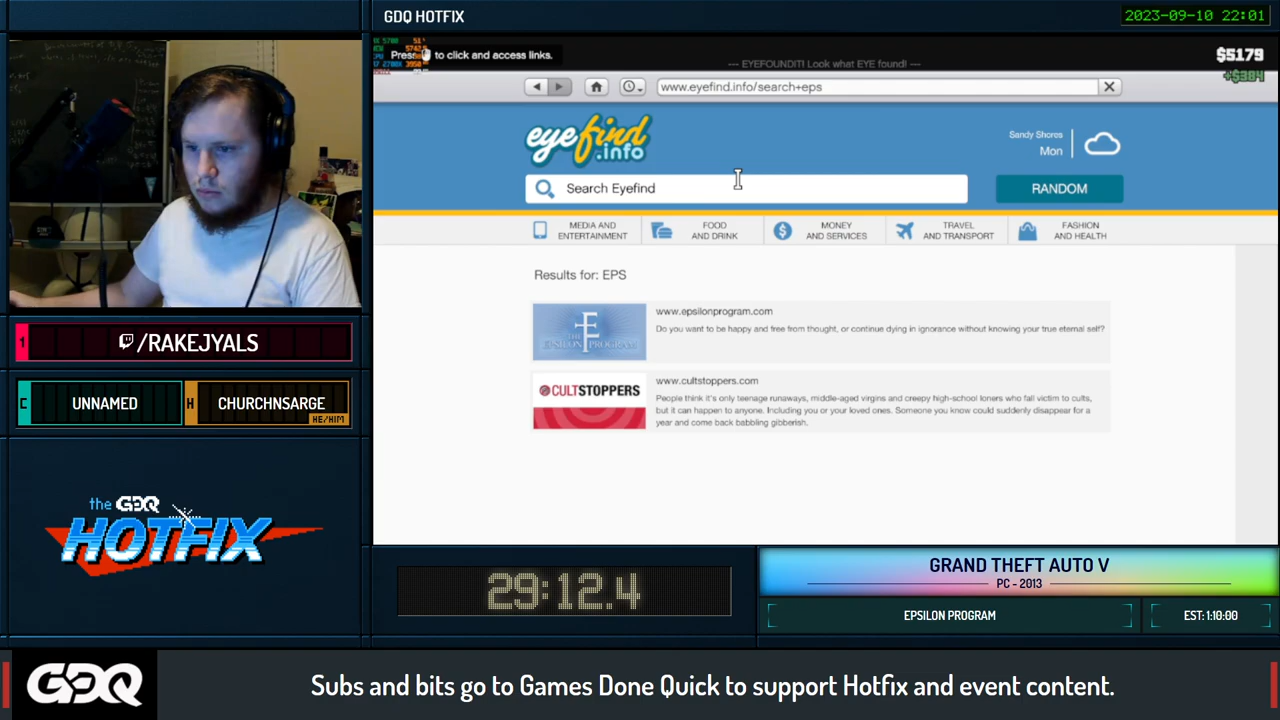 GDQ HOTFIX
2023-09-10 22:01
Press to click and access links.
--- EYEFOUNDIT! Look what EYE found! ---
$5179
+$384
www.eyefind.info/search+eps
eyefind
.info
Sandy Shores
Mon
Search Eyefind
RANDOM
MEDIA AND
ENTERTAINMENT
FOOD
AND DRINK
MONEY
AND SERVICES
TRAVEL
AND TRANSPORT
FASHION
AND HEALTH
Results for: EPS
THE
EPSILON PROGRAM
www.epsilonprogram.com
Do you want to be happy and free from thought, or continue dying in ignorance without knowing your true eternal self?
CULTSTOPPERS
www.cultstoppers.com
People think it's only teenage runaways, middle-aged virgins and creepy high-school loners who fall victim to cults,
but it can happen to anyone. Including you or your loved ones. Someone you know could suddenly disappear for a
year and come back babbling gibberish.
1
/RAKEJYALS
C
UNNAMED
H
CHURCHNSARGE
HE/HIM
the GDQ
HOTFIX
29:12.4
GRAND THEFT AUTO V
PC - 2013
EPSILON PROGRAM
EST: 1:10:00
GDQ
Subs and bits go to Games Done Quick to support Hotfix and event content.